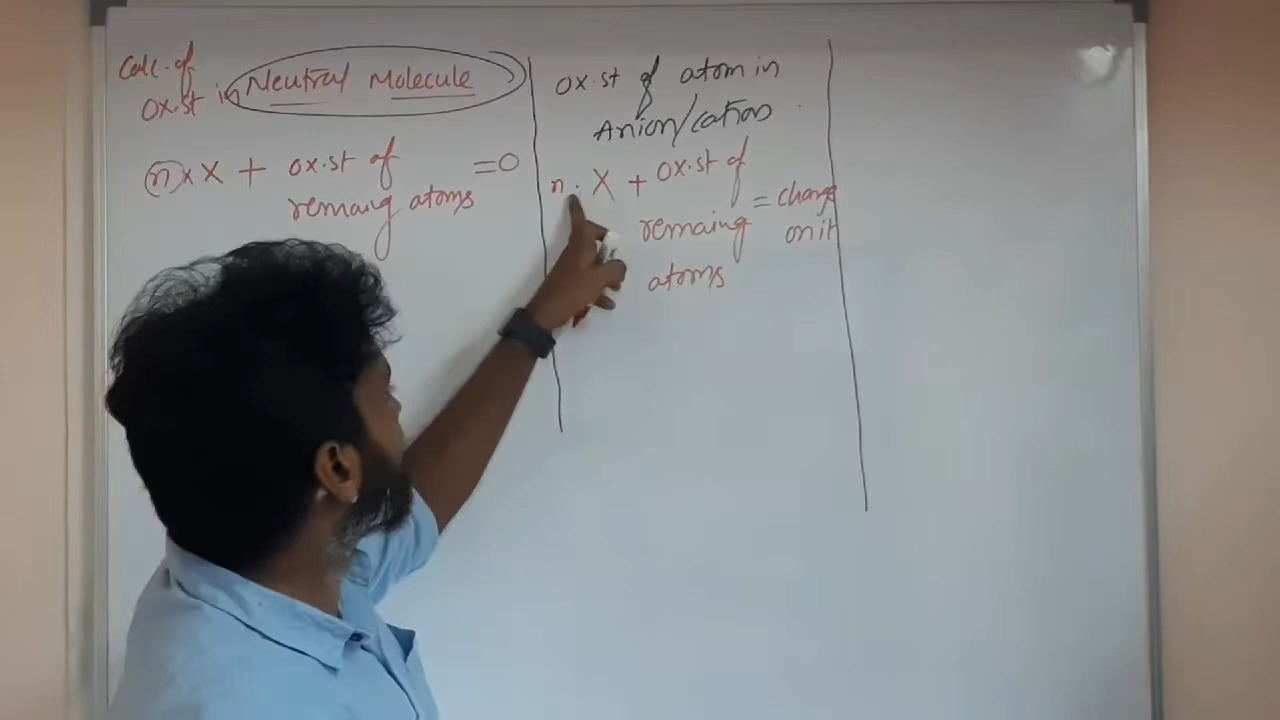 Calc. of
ox.st in Neutral Molecule
n x X + ox.st of
remaing atoms = 0
ox.st of atom in
Anion/cation
n. X + ox.st of
remaing = charge
on it
atoms